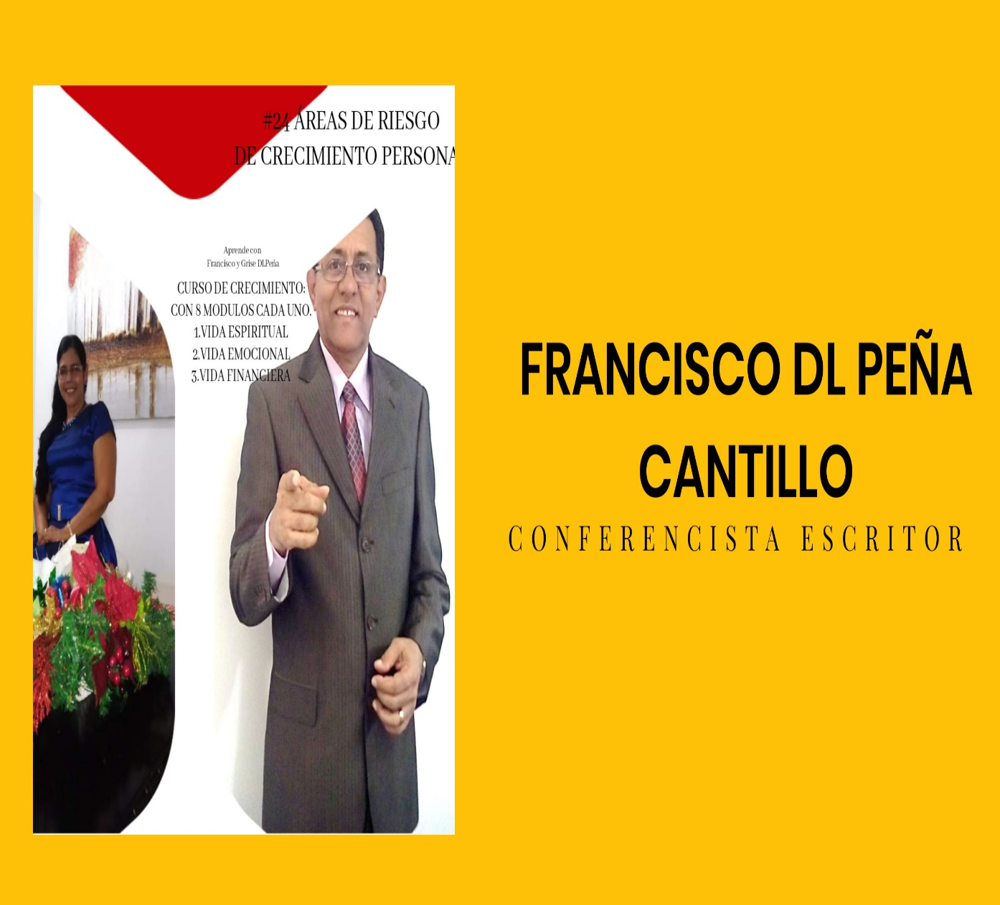 #24 ÁREAS DE RIESGO
DE CRECIMIENTO PERSONA
Aprende con
Francisco y Grise DLPeña
CURSO DE CRECIMIENTO:
CON 8 MODULOS CADA UNO.
1.VIDA ESPIRITUAL
2.VIDA EMOCIONAL
3.VIDA FINANCIERA
FRANCISCO DL PEÑA
CANTILLO
CONFERENCISTA ESCRITOR